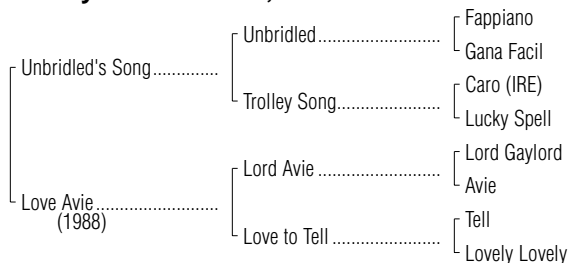 Fappiano
Unbridled........................................
Gana Facil
Unbridled's Song..............
Caro (IRE)
Trolley Song.................................
Lucky Spell
Lord Gaylord
Lord Avie ......................................
Avie
Love Avie..........................
(1988)
Tell
Love to Tell ..................................
Lovely Lovely